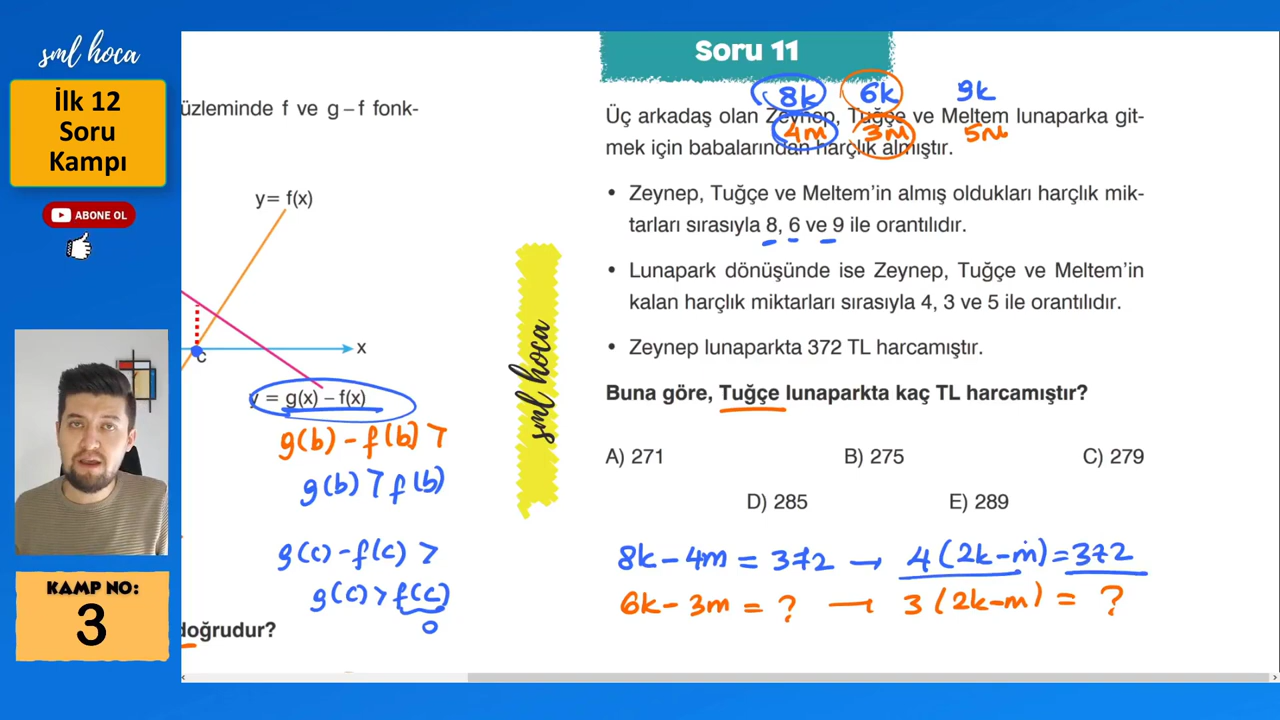 sml hoca
İlk 12
Soru
Kampı
ABONE OL
KAMP NO:
3
üzleminde f ve g – f fonk-
y= f(x)
x
c
y = g(x) – f(x)
g(b) - f(b) >
g(b) > f(b)
g(c) - f(c) >
g(c) > f(c)
0
doğrudur?
sml hoca
Soru 11
8k 6k 9k
Üç arkadaş olan Zeynep, Tuğçe ve Meltem lunaparka git-
4m 3m 5m
mek için babalarından harçlık almıştır.
• Zeynep, Tuğçe ve Meltem'in almış oldukları harçlık mik-
tarları sırasıyla 8, 6 ve 9 ile orantılıdır.
• Lunapark dönüşünde ise Zeynep, Tuğçe ve Meltem'in
kalan harçlık miktarları sırasıyla 4, 3 ve 5 ile orantılıdır.
• Zeynep lunaparkta 372 TL harcamıştır.
Buna göre, Tuğçe lunaparkta kaç TL harcamıştır?
A) 271 B) 275 C) 279
D) 285 E) 289
8k - 4m = 372 → 4(2k-m) = 372
6k - 3m = ? → 3(2k-m) = ?